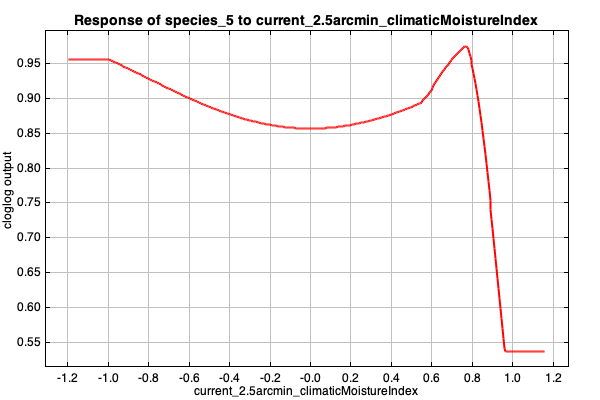 Response of species_5 to current_2.5arcmin_climaticMoistureIndex
cloglog output
0.95
0.90
0.85
0.80
0.75
0.70
0.65
0.60
0.55
-1.2 -1.0 -0.8 -0.6 -0.4 -0.2 -0.0 0.2 0.4 0.6 0.8 1.0 1.2
current_2.5arcmin_climaticMoistureIndex